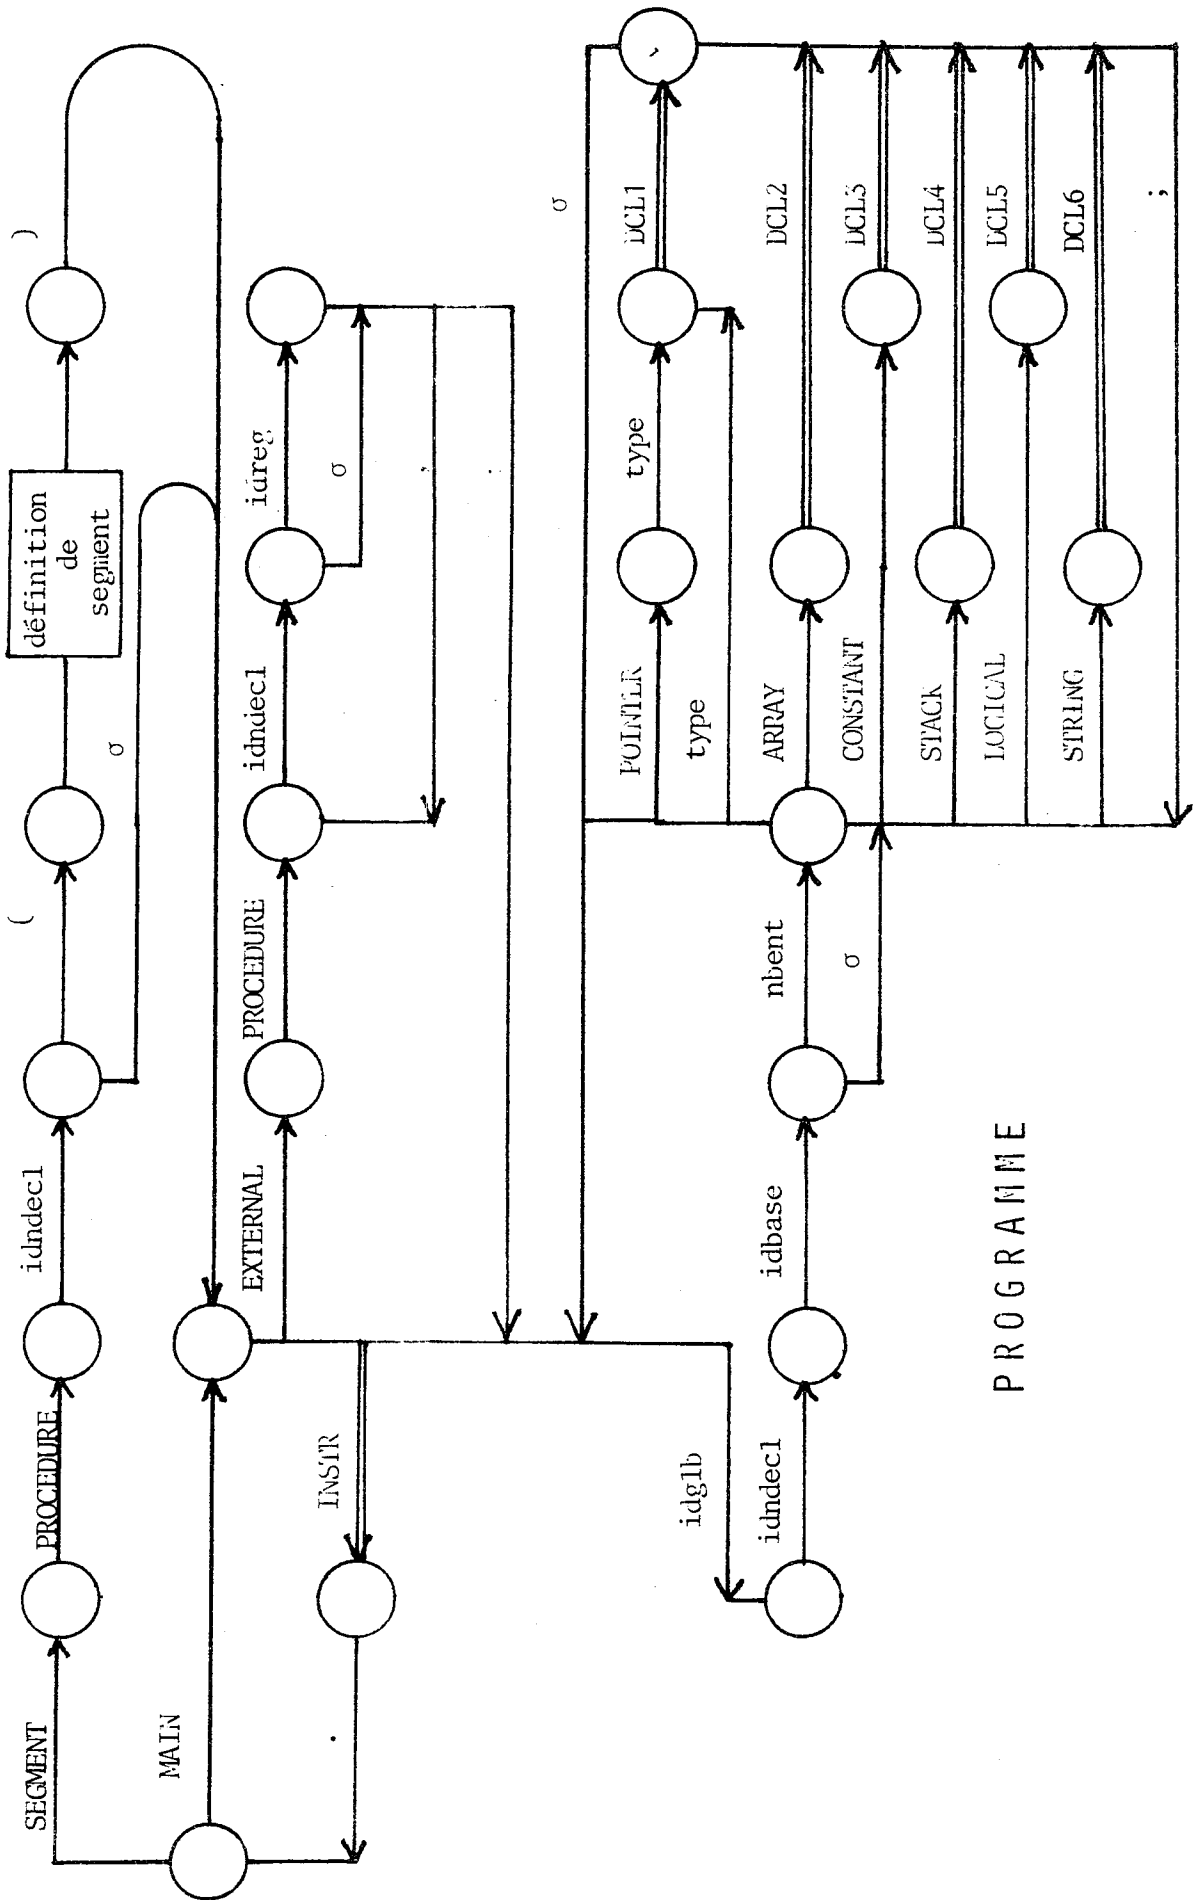 SEGMENT
PROCEDURE
idndecl
(
définition
de
segment
)
MAIN
σ
EXTERNAL
PROCEDURE
idndecl
idreg
σ
,
INSTR
.
σ
idglb
idndecl
idbase
nbent
σ
POINTER
type
DCL1
,
type
ARRAY
DCL2
CONSTANT
DCL3
STACK
DCL4
LOGICAL
DCL5
STRING
DCL6
;
PROGRAMME